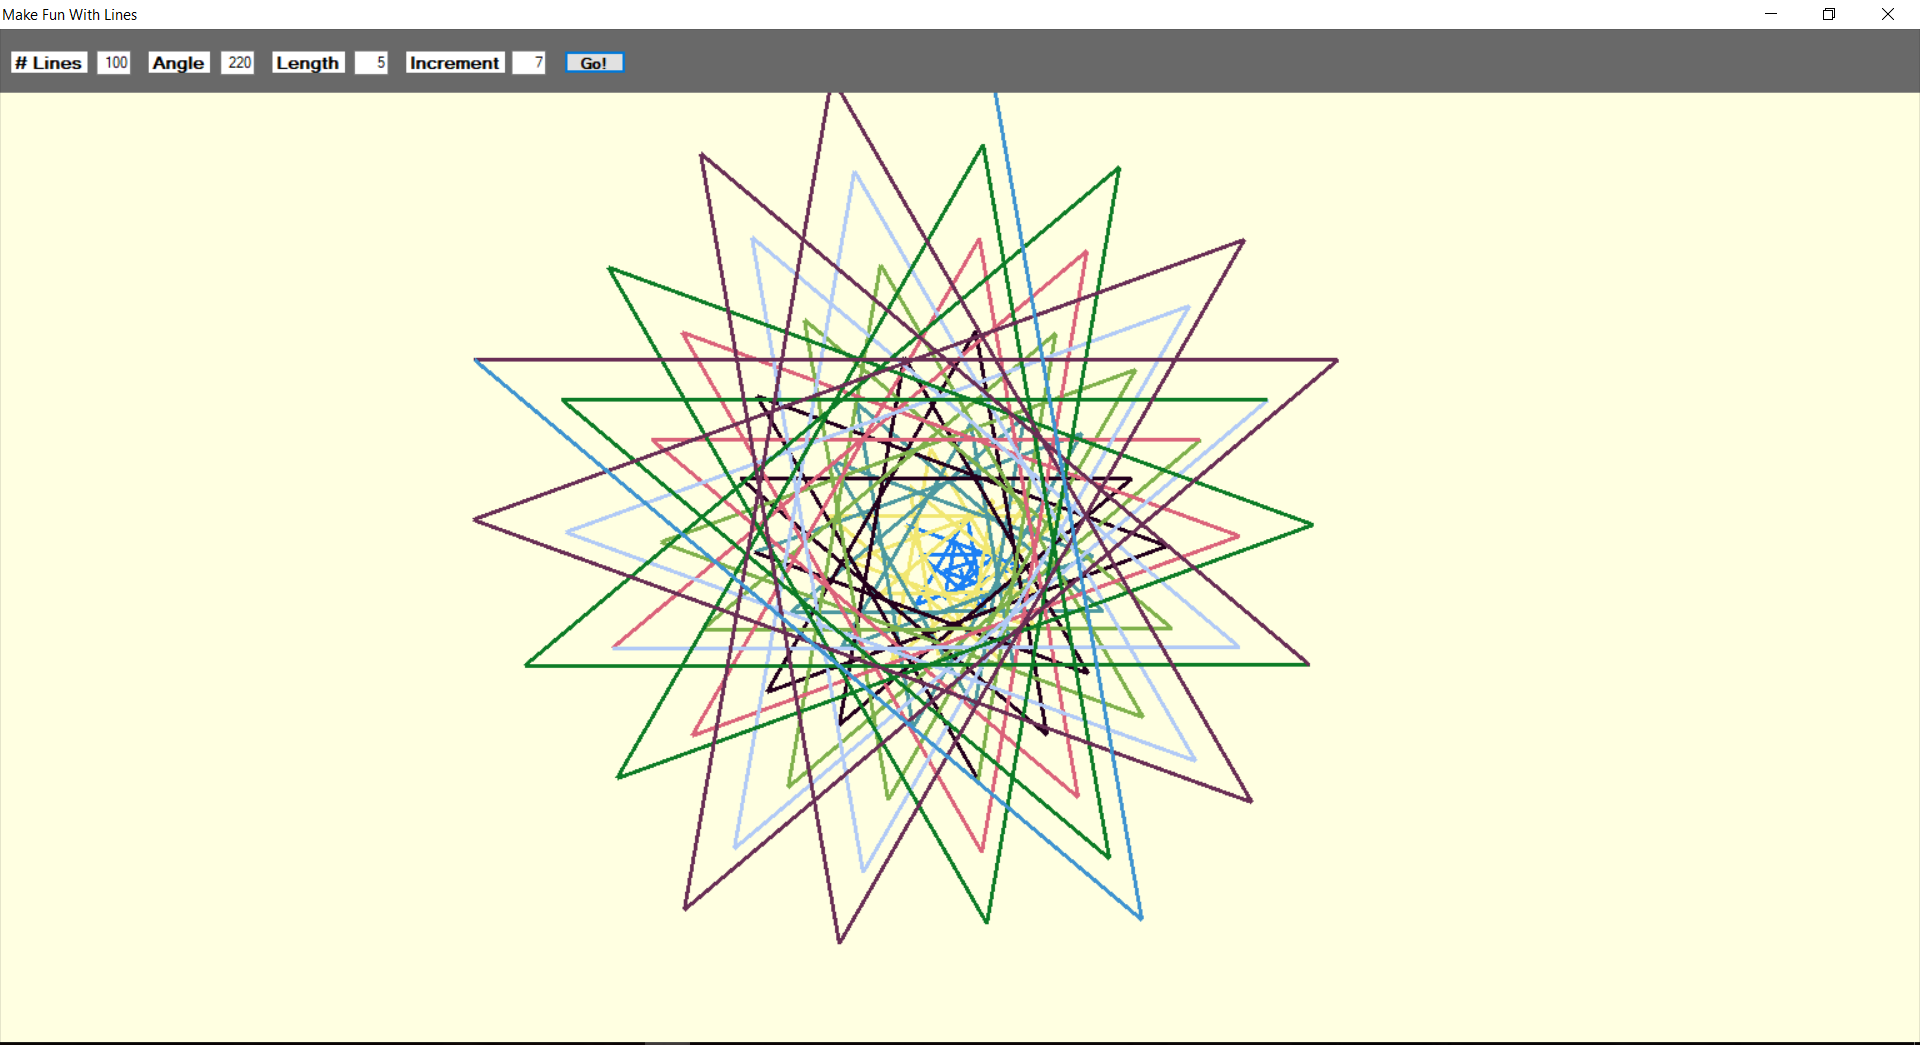 Make Fun With Lines
# Lines 100 Angle 220 Length 5 Increment 7 Go!